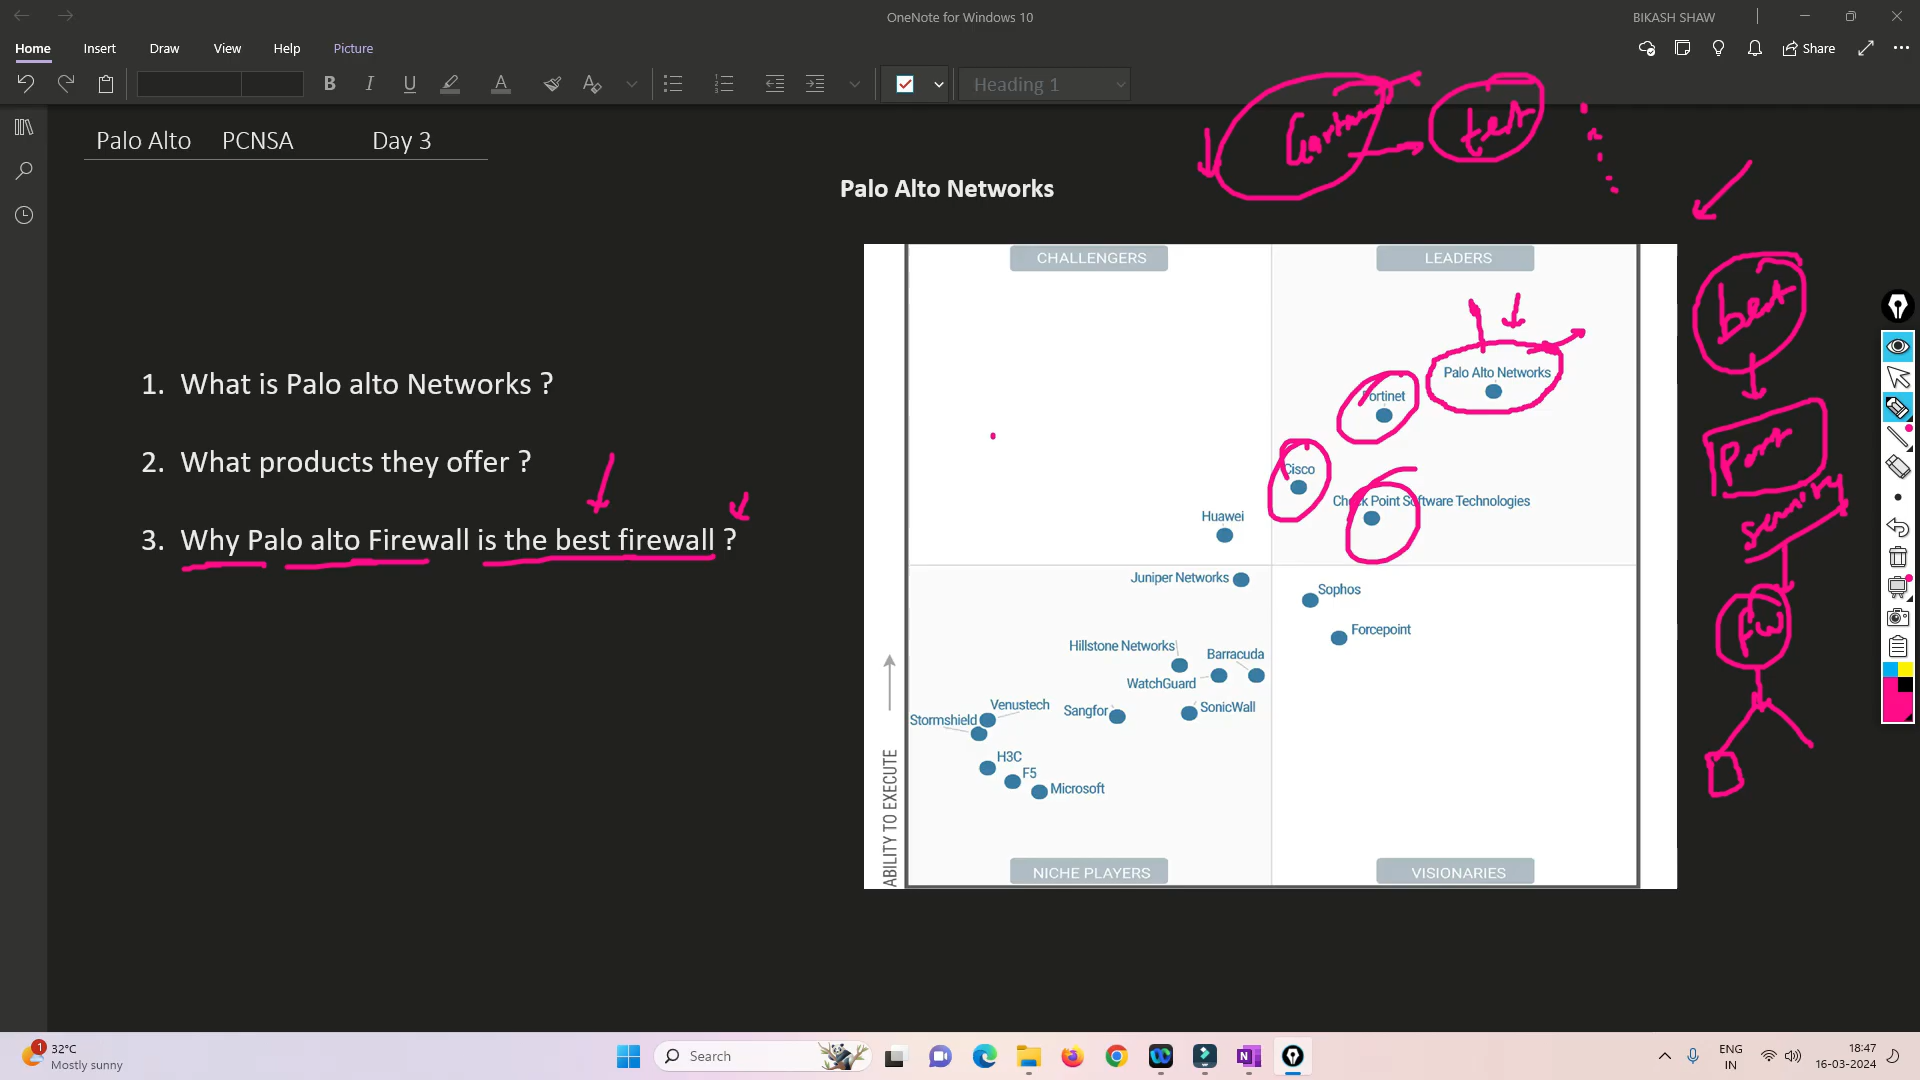 OneNote for Windows 10
BIKASH SHAW
Home Insert Draw View Help Picture
Share
B I U A A
Heading 1
Palo Alto PCNSA Day 3
Palo Alto Networks
Gartner
test
best
Perf
security
FW
1. What is Palo alto Networks ?
2. What products they offer ?
3. Why Palo alto Firewall is the best firewall ?
CHALLENGERS
LEADERS
Palo Alto Networks
Fortinet
Cisco
Check Point Software Technologies
Huawei
Juniper Networks
Sophos
Forcepoint
Hillstone Networks
Barracuda
WatchGuard
SonicWall
Sangfor
Venustech
Stormshield
H3C
F5
Microsoft
ABILITY TO EXECUTE
NICHE PLAYERS
VISIONARIES
1
32°C
Mostly sunny
Search
ENG
IN
18:47
16-03-2024